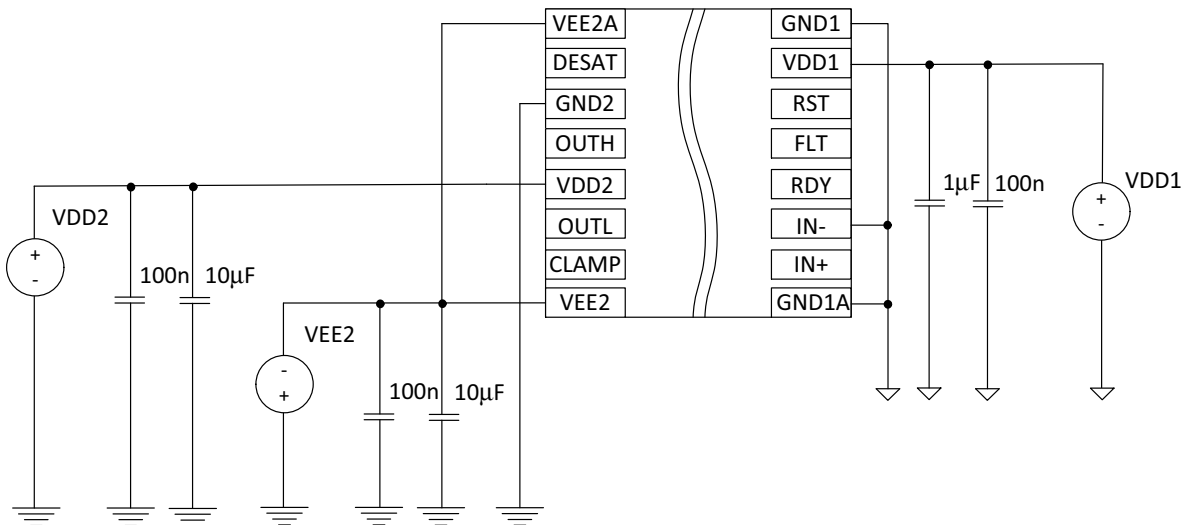 VEE2A
DESAT
GND2
OUTH
VDD2
OUTL
CLAMP
VEE2
GND1
VDD1
RST
FLT
RDY
IN-
IN+
GND1A
VDD2
+
-
100n
10μF
VEE2
-
+
100n
10μF
1μF
100n
VDD1
+
-